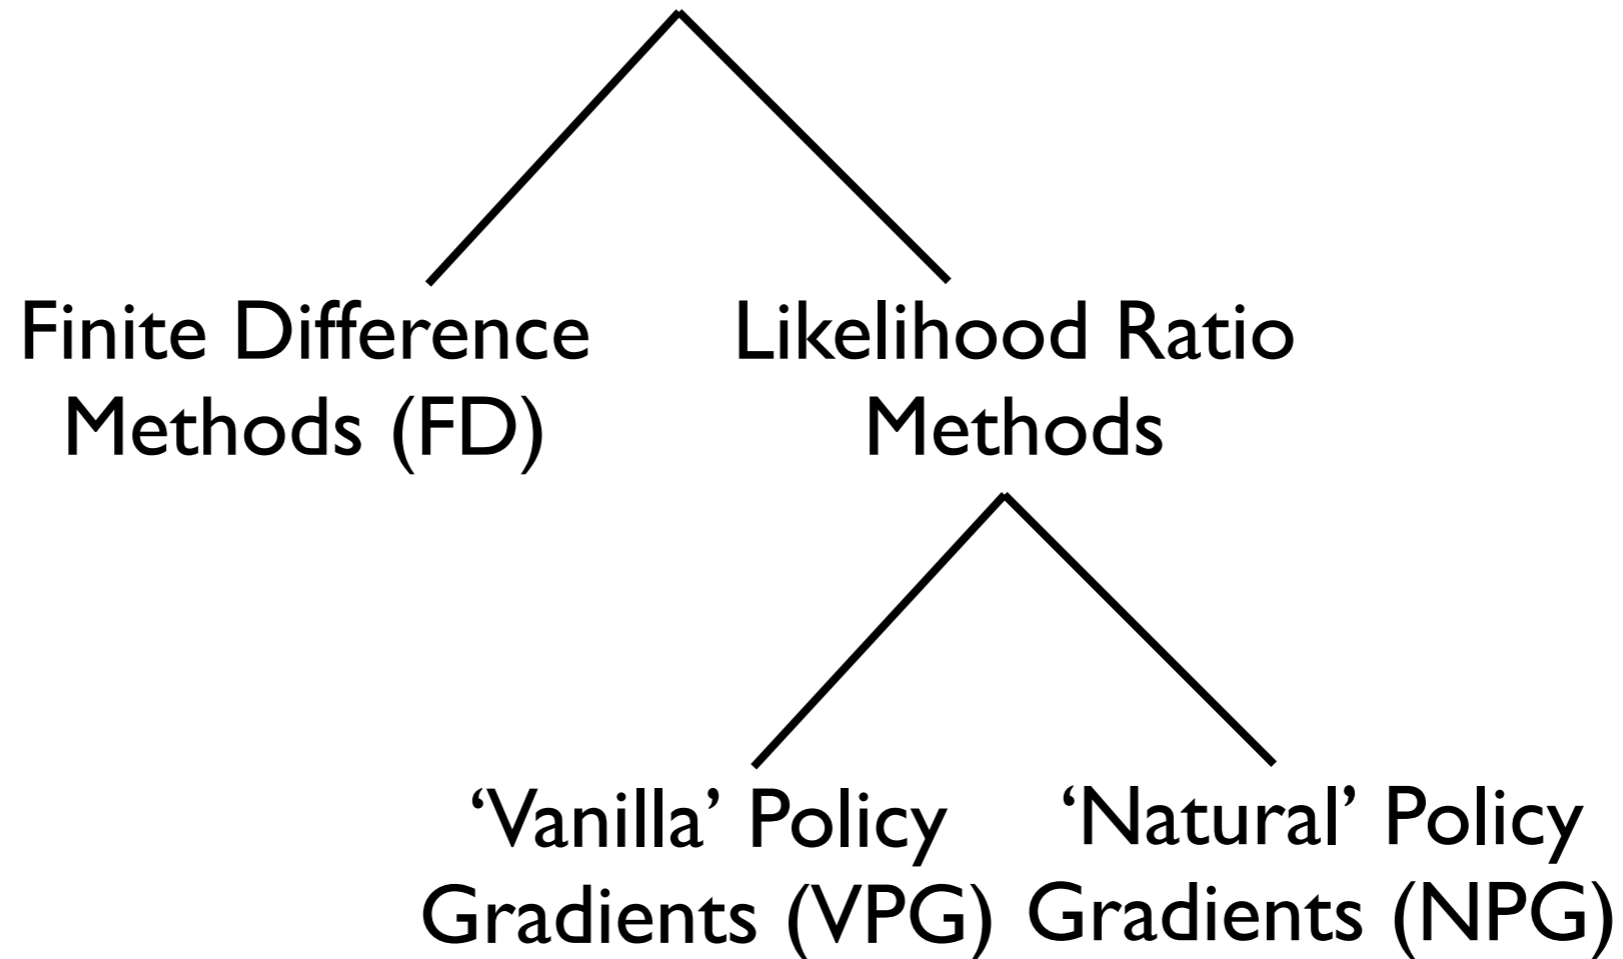 Finite Difference
Methods (FD)
Likelihood Ratio
Methods
‘Vanilla’ Policy
Gradients (VPG)
‘Natural’ Policy
Gradients (NPG)